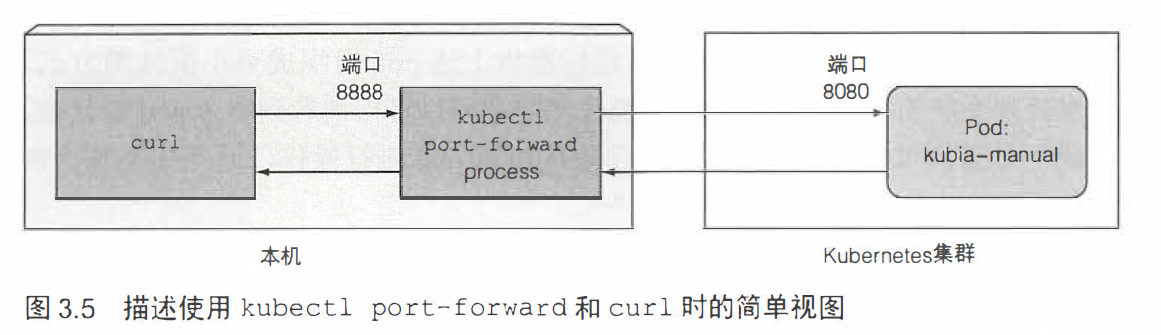 端口
8888
端口
8080
curl
kubectl
port-forward
process
Pod:
kubia-manual
本机
Kubernetes集群
图 3.5 描述使用 kubectl port-forward 和 curl 时的简单视图